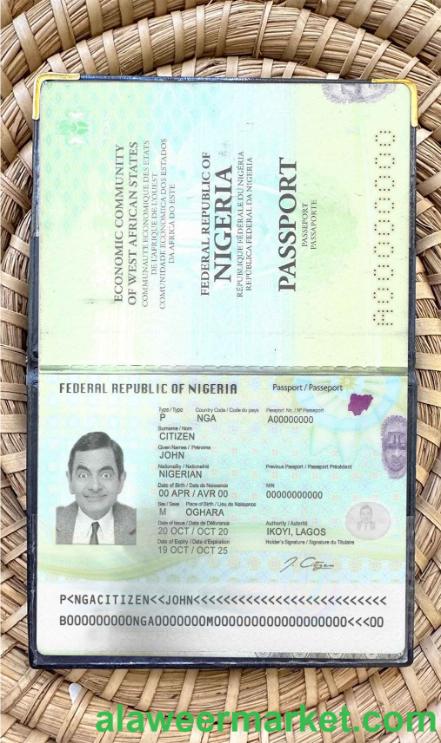 ECONOMIC COMMUNITY
OF WEST AFRICAN STATES
COMMUNAUTE ECONOMIQUE DES ETATS
DE L'AFRIQUE DE L'OUEST
COMUNIDADE ECONOMICA DOS ESTADOS
DA AFRICA DO ESTE
FEDERAL REPUBLIC OF
NIGERIA
REPUBLIQUE FEDERALE DU NIGERIA
REPUBLICA FEDERAL DA NIGERIA
PASSPORT
PASSEPORT
PASSAPORTE
A00000000
FEDERAL REPUBLIC OF NIGERIA Passport / Passeport
Type / Type Country Code / Code du pays Passport Nr. / Nº Passeport
P NGA A00000000
Surname / Nom
CITIZEN
Given Names / Prénoms
JOHN
Nationality / Nationalité Previous Passport / Passeport Précédent
NIGERIAN
Date of Birth / Date de Naissance NIN
00 APR / AVR 00 00000000000
Sex / Sexe Place of Birth / Lieu de Naissance
M OGHARA
Date of Issue / Date de Délivrance Authority / Autorité
20 OCT / OCT 20 IKOYI, LAGOS
Date of Expiry / Date d'Expiration Holder's Signature / Signature du Titulaire
19 OCT / OCT 25
J. Citizen
P<NGACITIZEN<<JOHN<<<<<<<<<<<<<<<<<<<<<<<<<<
B000000000NGA0000000M000000000000000000<<<00
alaweermarket.com